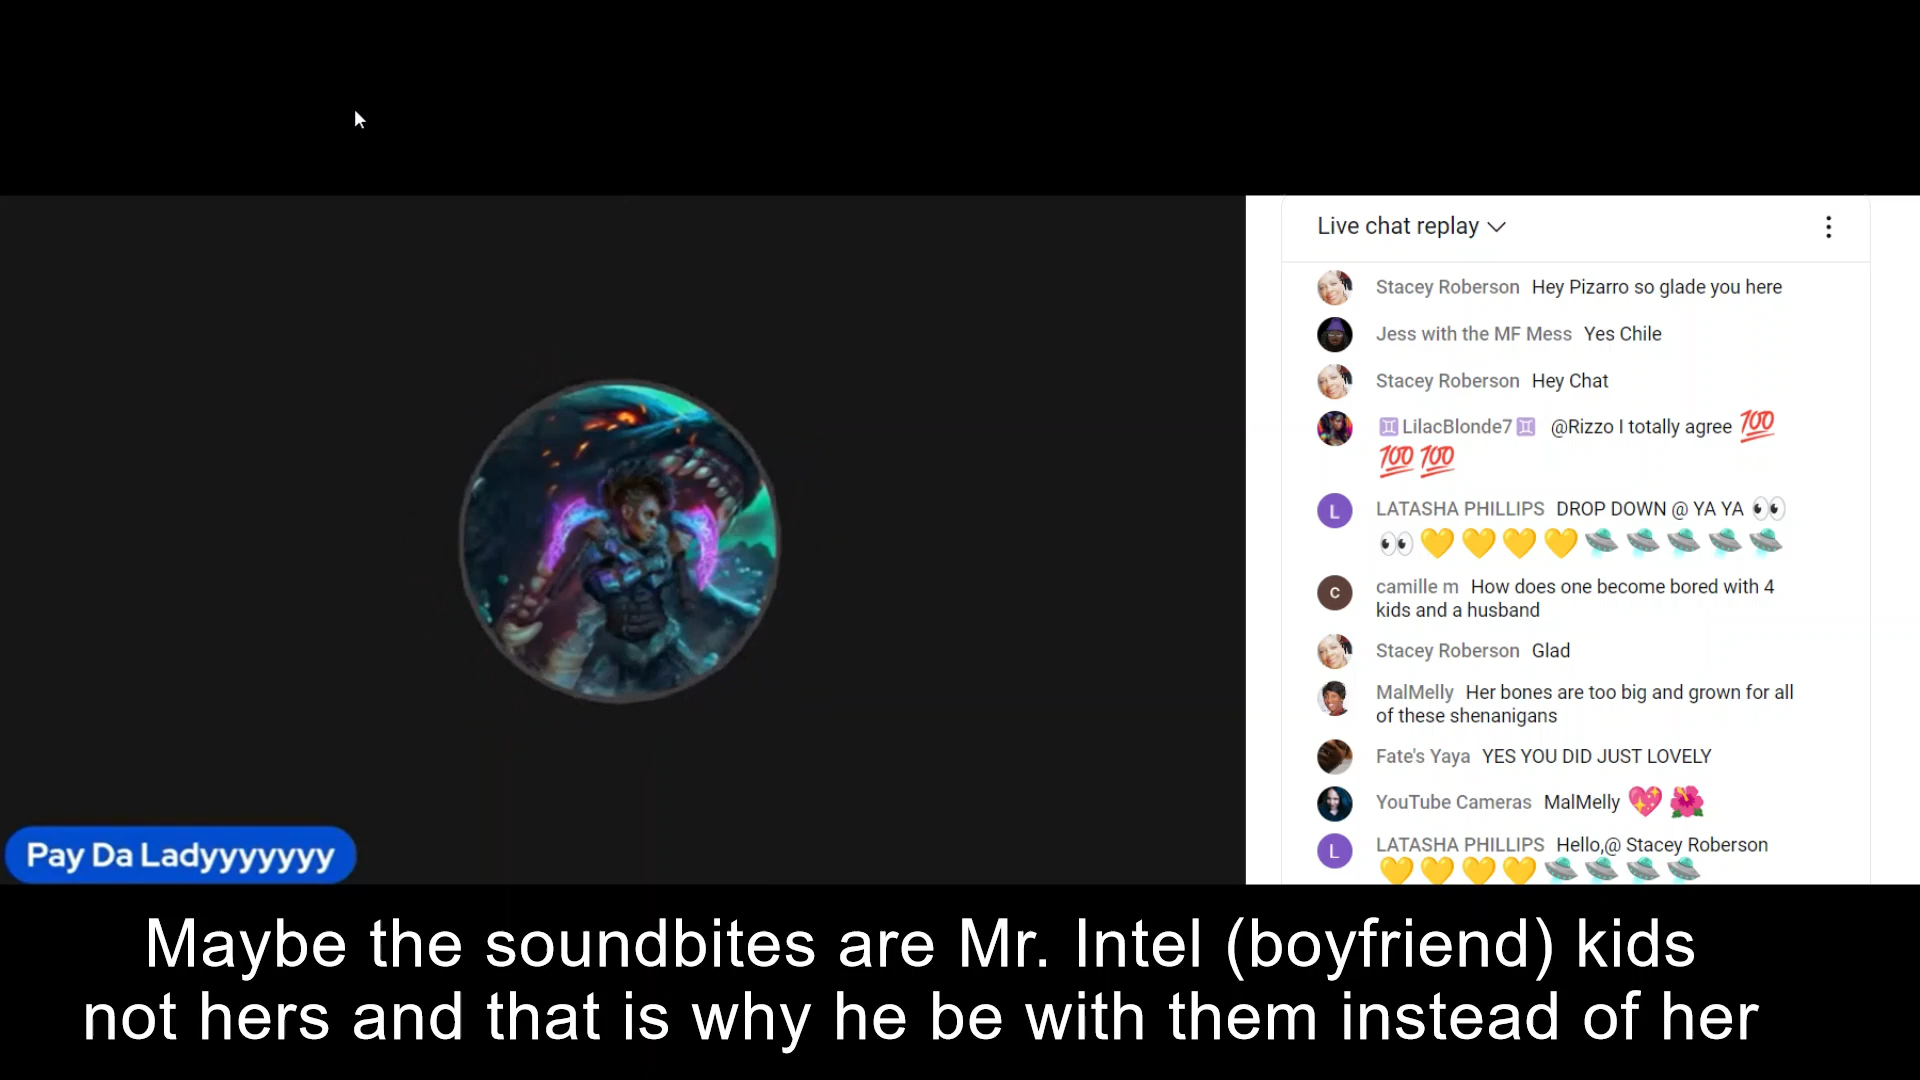 Live chat replay
Stacey Roberson Hey Pizarro so glade you here
Jess with the MF Mess Yes Chile
Stacey Roberson Hey Chat
♊LilacBlonde7♊ @Rizzo I totally agree 💯
💯💯
L LATASHA PHILLIPS DROP DOWN @ YA YA 👀
👀💛💛💛💛🛸🛸🛸🛸🛸
c camille m How does one become bored with 4
kids and a husband
Stacey Roberson Glad
MalMelly Her bones are too big and grown for all
of these shenanigans
Fate's Yaya YES YOU DID JUST LOVELY
YouTube Cameras MalMelly 💖🌺
L LATASHA PHILLIPS Hello,@ Stacey Roberson
💛💛💛💛🛸🛸🛸🛸
Pay Da Ladyyyyyyy
Maybe the soundbites are Mr. Intel (boyfriend) kids
not hers and that is why he be with them instead of her